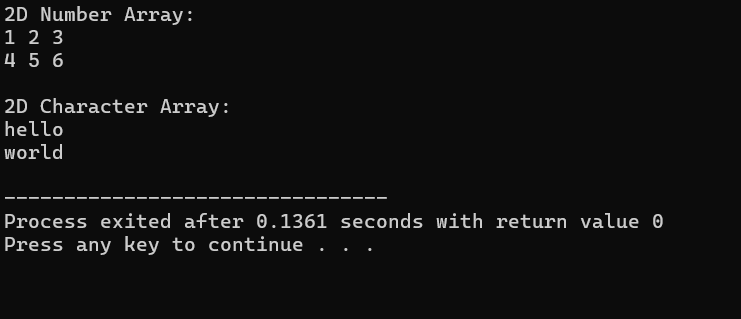 2D Number Array:
1 2 3
4 5 6
2D Character Array:
hello
world
--------------------------------
Process exited after 0.1361 seconds with return value 0
Press any key to continue . . .